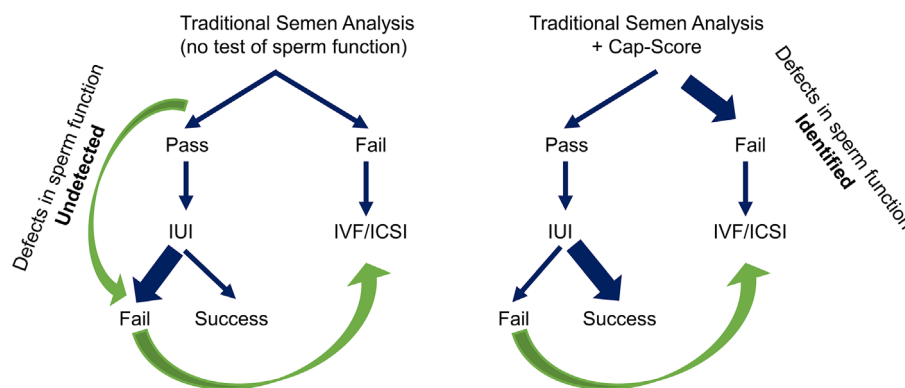 Traditional Semen Analysis
(no test of sperm function)
Defects in sperm function
Undetected
Pass
Fail
IUI
IVF/ICSI
Fail
Success
Traditional Semen Analysis
+ Cap-Score
Defects in sperm function
Identified
Pass
Fail
IUI
IVF/ICSI
Fail
Success